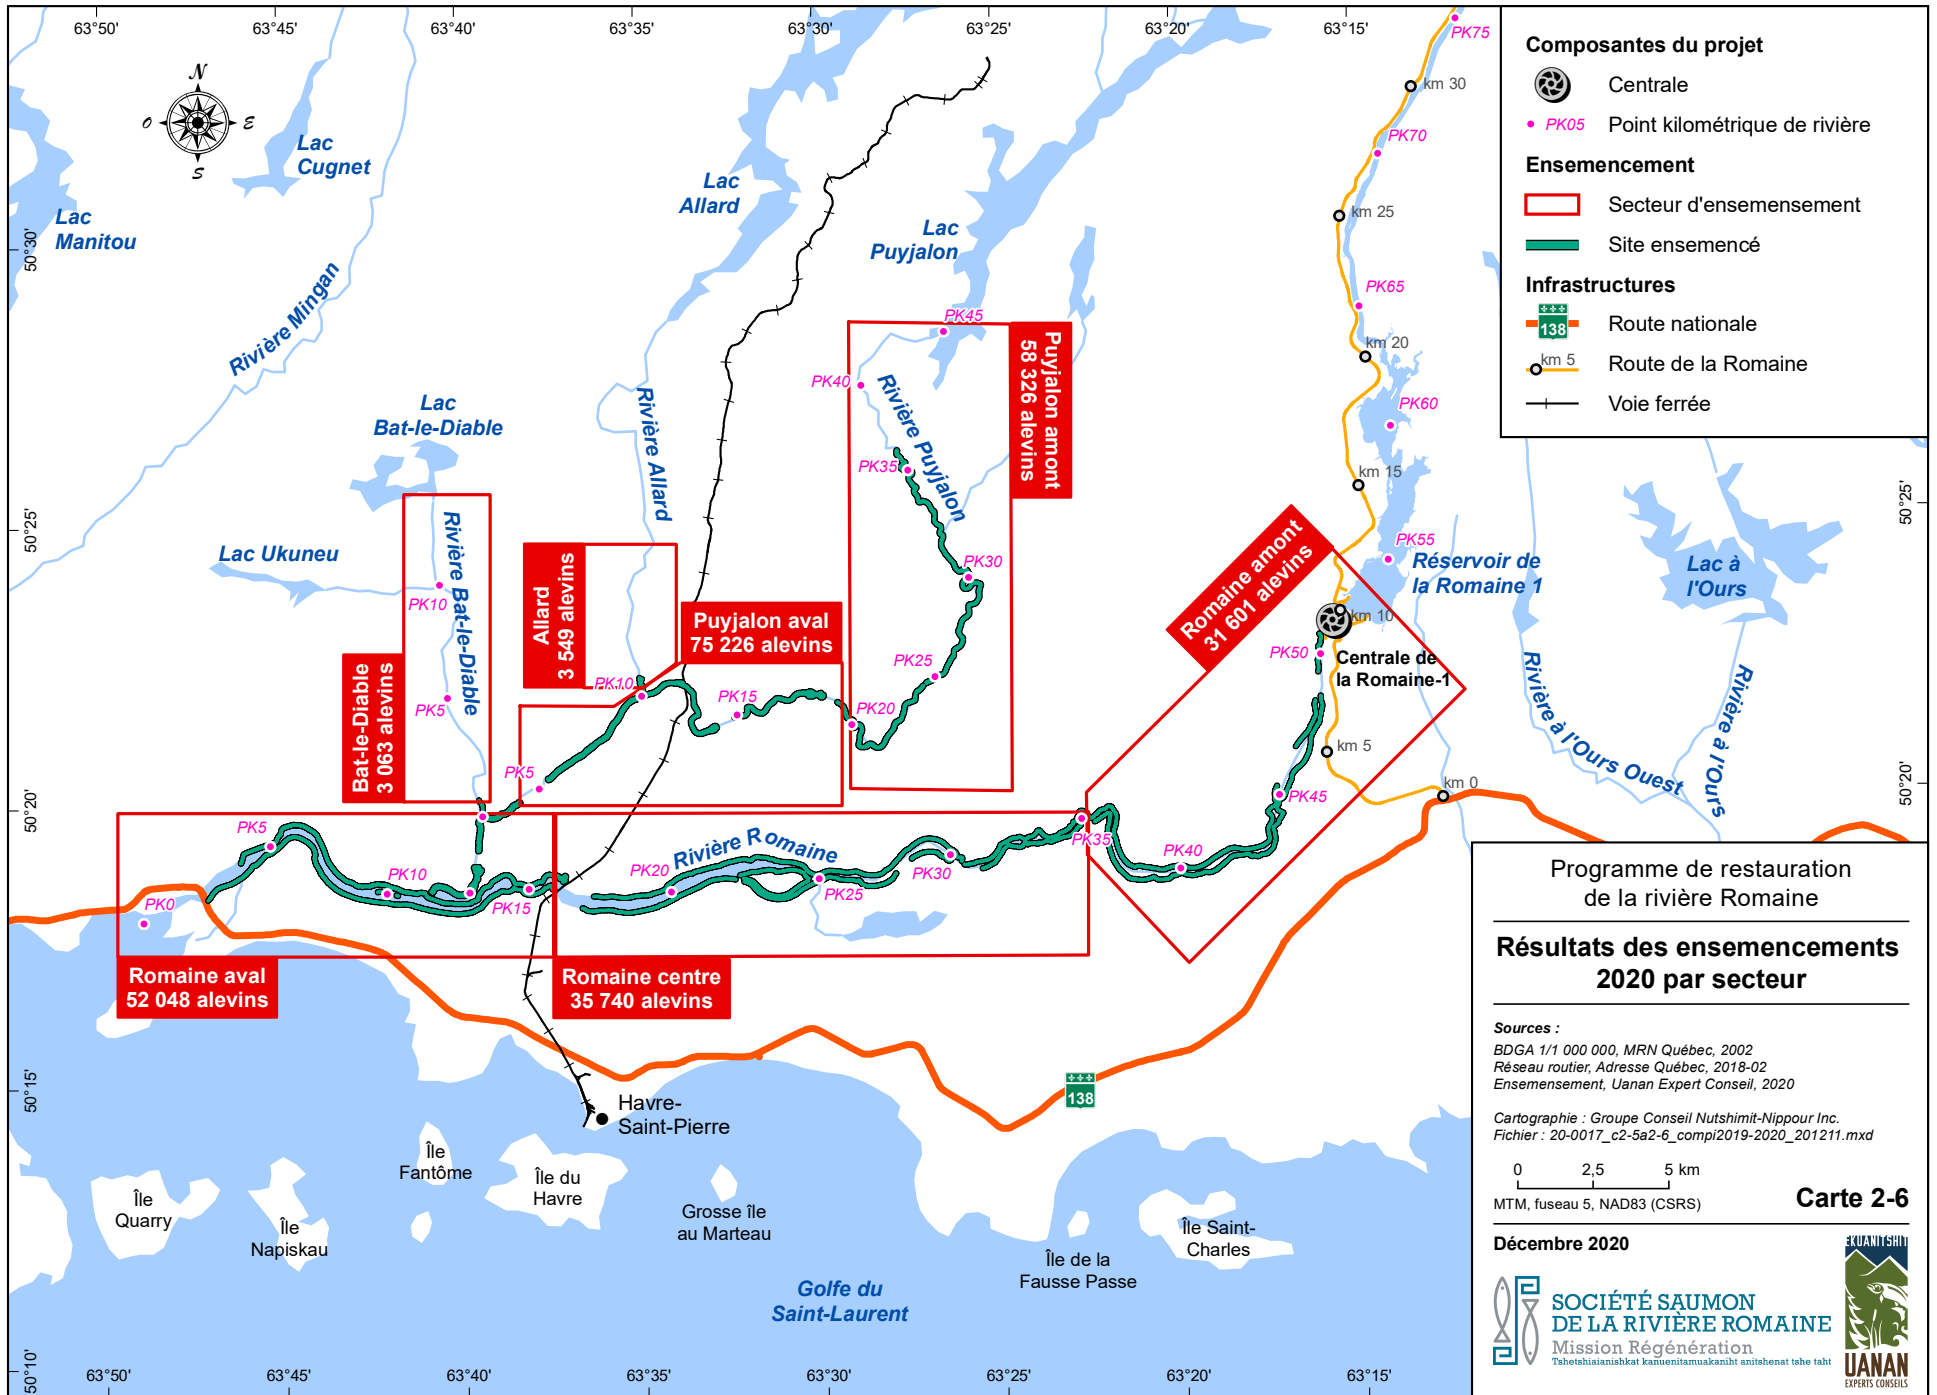 63°50'
63°45'
63°40'
63°35'
63°30'
63°25'
63°20'
63°15'
50°30'
50°25'
50°20'
50°15'
50°10'
50°25'
50°20'
63°50'
63°45'
63°40'
63°35'
63°30'
63°25'
63°20'
63°15'
N
O
E
S
Lac
Cugnet
Lac
Manitou
Rivière Mingan
Lac
Allard
Lac
Puyjalon
Lac
Bat-le-Diable
Lac Ukuneu
Rivière Bat-le-Diable
Rivière Allard
Rivière Puyjalon
Rivière Romaine
Réservoir de
la Romaine 1
Lac à
l'Ours
Rivière à l'Ours Ouest
Rivière à l'Ours
Golfe du
Saint-Laurent
PK75
PK70
PK65
PK60
PK55
PK50
PK45
PK40
PK35
PK30
PK25
PK20
PK15
PK10
PK5
PK0
PK45
PK40
PK35
PK30
PK25
PK20
PK15
PK10
PK5
PK10
PK5
km 30
km 25
km 20
km 15
km 10
km 5
km 0
Bat-le-Diable
3 063 alevins
Allard
3 549 alevins
Puyjalon aval
75 226 alevins
Puyjalon amont
58 326 alevins
Romaine amont
31 601 alevins
Romaine aval
52 048 alevins
Romaine centre
35 740 alevins
Centrale de
la Romaine-1
138
Havre-
Saint-Pierre
Île
Quarry
Île
Napiskau
Île
Fantôme
Île du
Havre
Grosse île
au Marteau
Île de la
Fausse Passe
Île Saint-
Charles
Composantes du projet
Centrale
PK05 Point kilométrique de rivière
Ensemencement
Secteur d'ensemensement
Site ensemencé
Infrastructures
138 Route nationale
km 5 Route de la Romaine
Voie ferrée
Programme de restauration
de la rivière Romaine
Résultats des ensemencements
2020 par secteur
Sources :
BDGA 1/1 000 000, MRN Québec, 2002
Réseau routier, Adresse Québec, 2018-02
Ensemensement, Uanan Expert Conseil, 2020
Cartographie : Groupe Conseil Nutshimit-Nippour Inc.
Fichier : 20-0017_c2-5a2-6_compi2019-2020_201211.mxd
0 2,5 5 km
MTM, fuseau 5, NAD83 (CSRS)
Carte 2-6
Décembre 2020
SOCIÉTÉ SAUMON
DE LA RIVIÈRE ROMAINE
Mission Régénération
Tshetshiaianishkat kanuenitamuakaniht anitshenat tshe taht
EKUANITSHIT
UANAN
EXPERTS CONSEILS